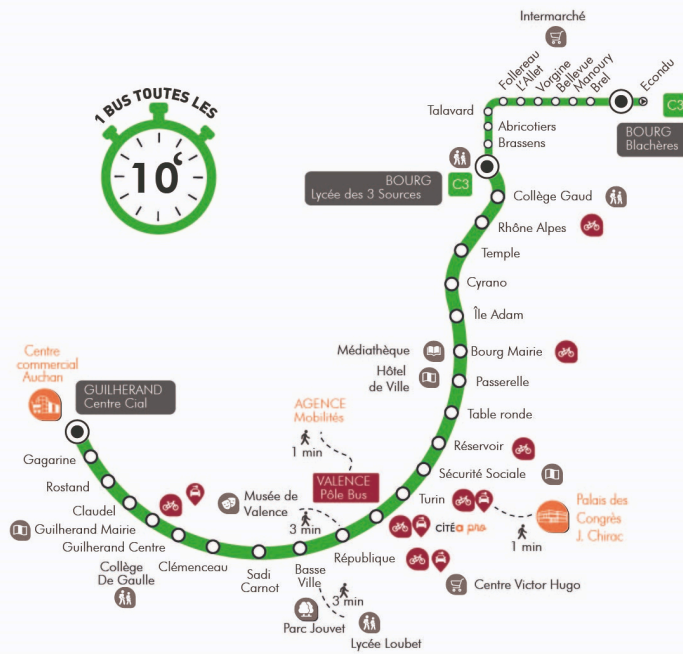 Intermarché
Follereau
L'Allet
Vorgine
Bellevue
Manoury
Brel
Econdu
C3
BOURG
Blachères
Talavard
Abricotiers
Brassens
1 BUS TOUTES LES
10'
BOURG
Lycée des 3 Sources
C3
Collège Gaud
Rhône Alpes
Temple
Cyrano
Île Adam
Médiathèque
Bourg Mairie
Hôtel
de Ville
Passerelle
Table ronde
Réservoir
Sécurité Sociale
Centre
commercial
Auchan
GUILHERAND
Centre Cial
AGENCE
Mobilités
1 min
VALENCE
Pôle Bus
Turin
Palais des
Congrès
J. Chirac
1 min
Gagarine
Rostand
Claudel
Guilherand Mairie
Guilherand Centre
Collège
De Gaulle
Clémenceau
Musée de
Valence
3 min
Sadi
Carnot
Basse
Ville
République
citéa pro
Centre Victor Hugo
3 min
Parc Jouvet
Lycée Loubet